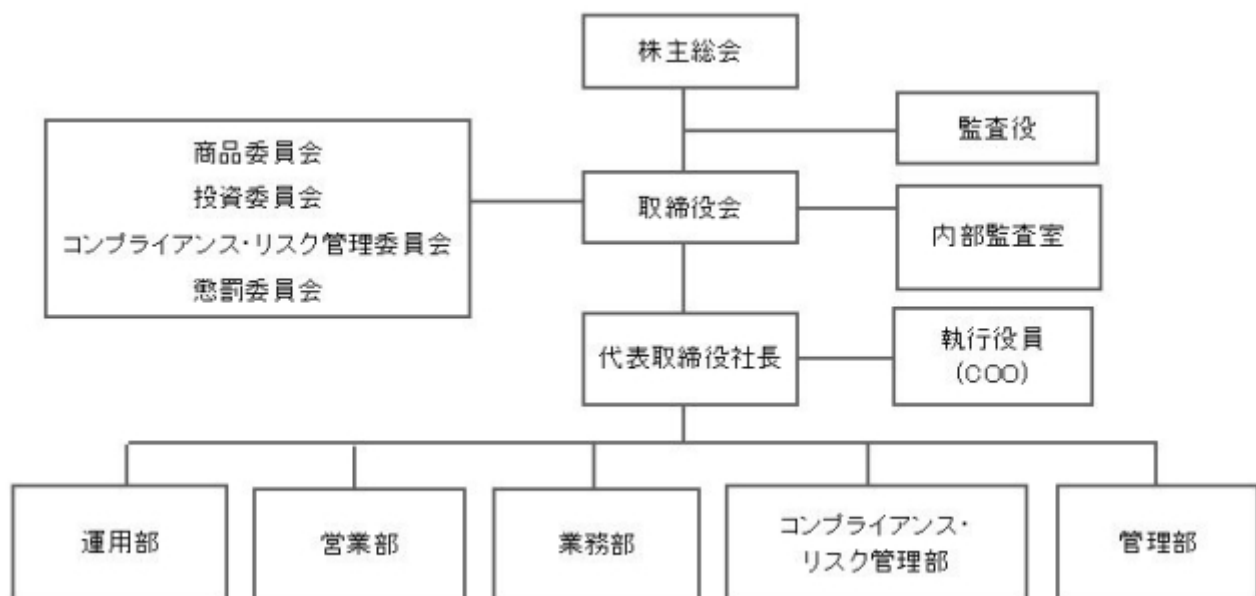 株主総会
監査役
商品委員会
投資委員会
コンプライアンス・リスク管理委員会
懲罰委員会
取締役会
内部監査室
代表取締役社長
執行役員
(COO)
運用部
営業部
業務部
コンプライアンス・
リスク管理部
管理部